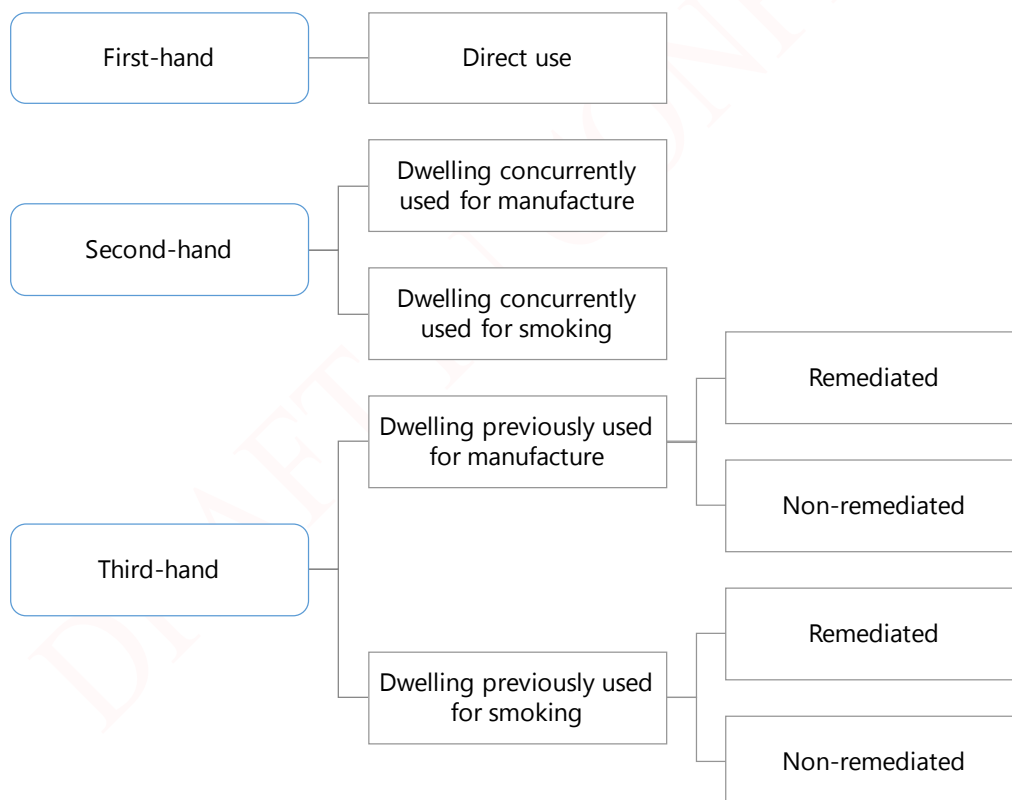 First-hand
Direct use
Second-hand
Dwelling concurrently
used for manufacture
Dwelling concurrently
used for smoking
Third-hand
Dwelling previously used
for manufacture
Remediated
Non-remediated
Dwelling previously used
for smoking
Remediated
Non-remediated